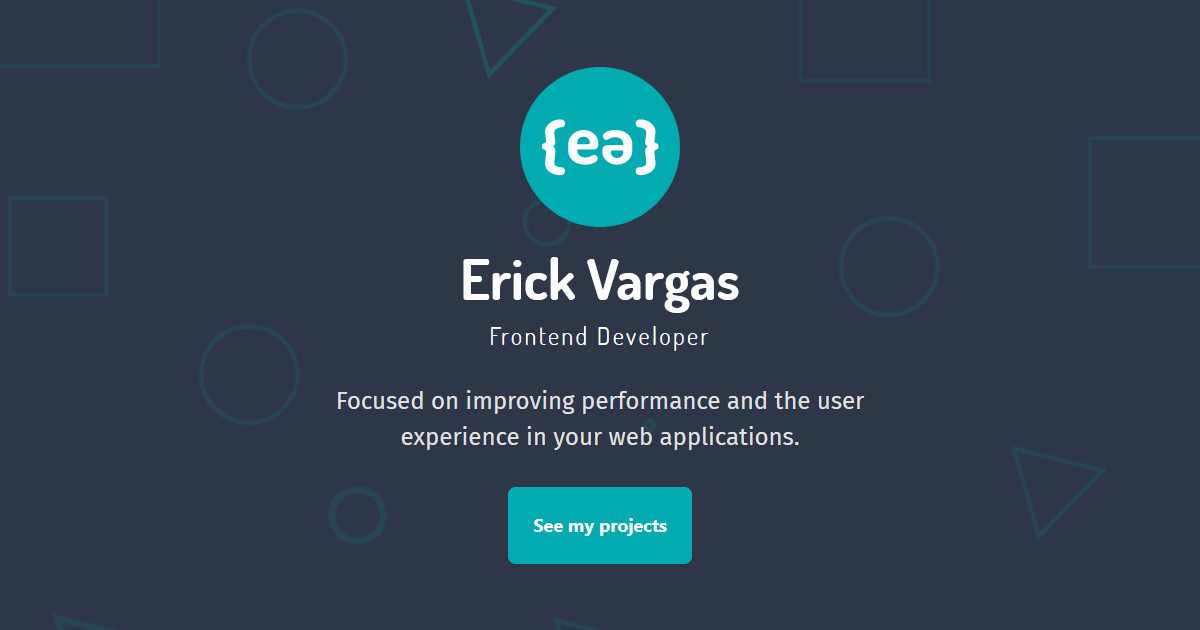 {eə}
Erick Vargas
Frontend Developer
Focused on improving performance and the user
experience in your web applications.
See my projects